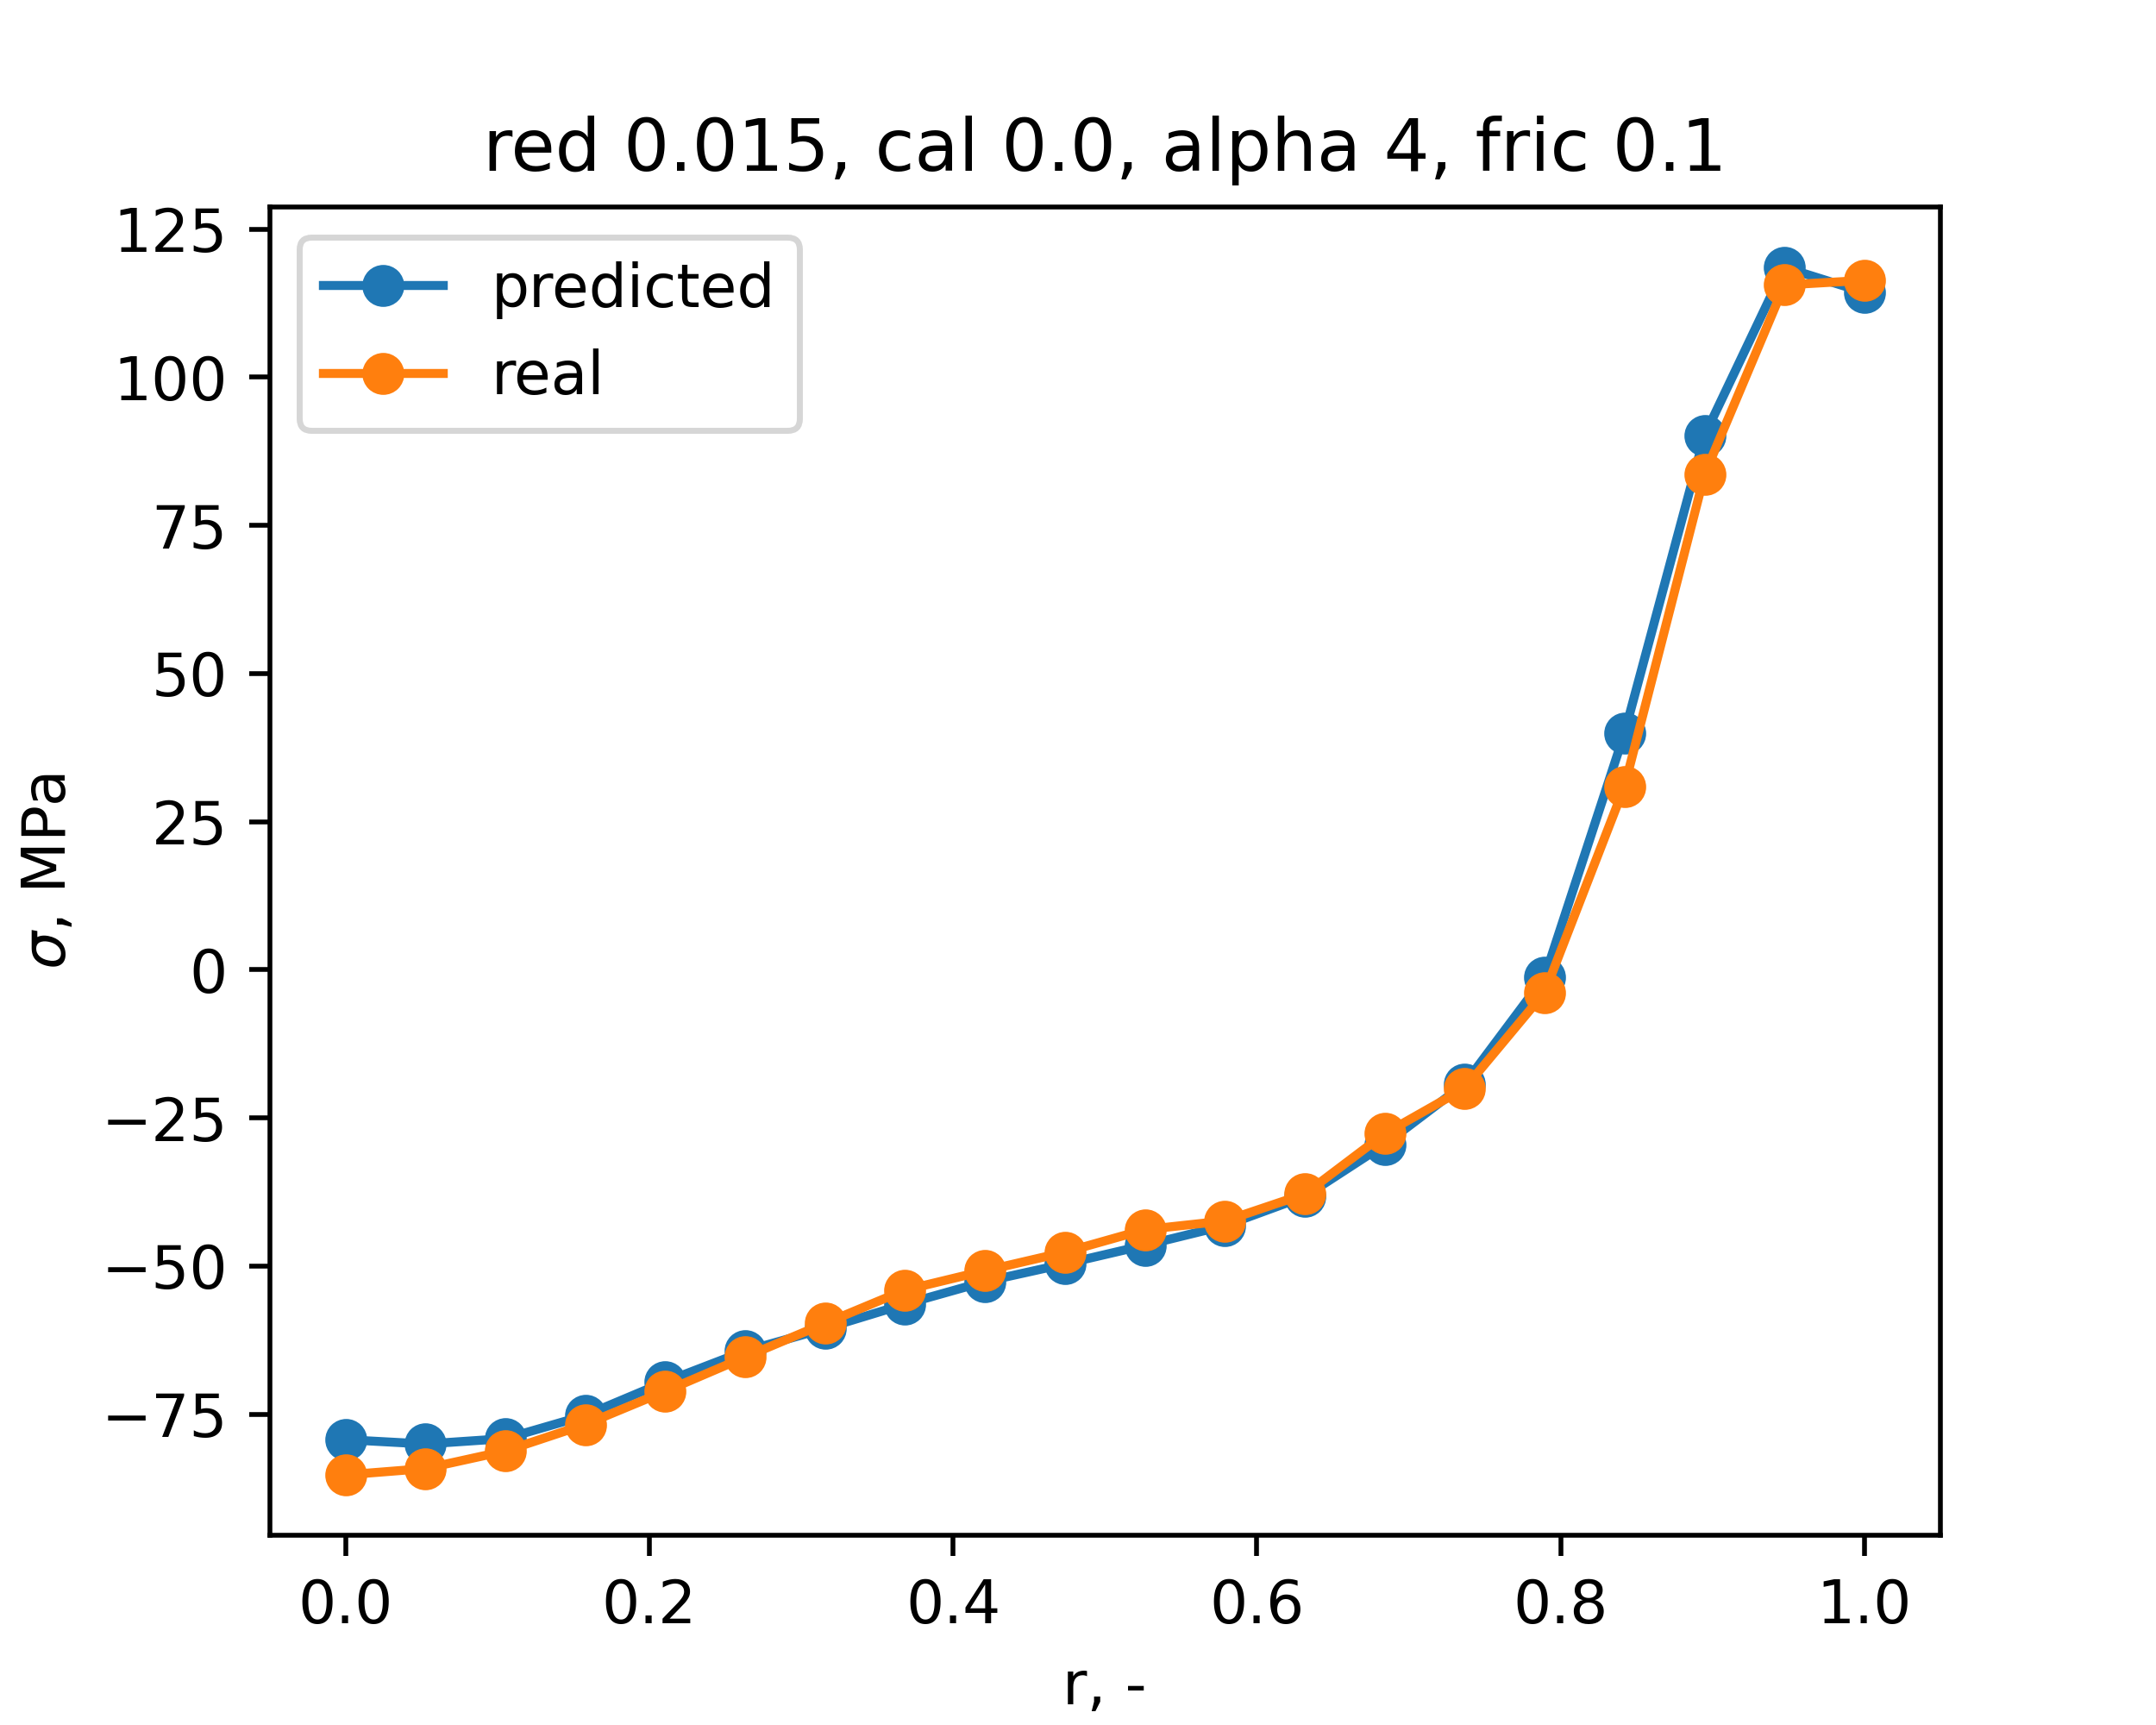 red 0.015, cal 0.0, alpha 4, fric 0.1
predicted
real
125
100
75
50
25
0
−25
−50
−75
σ, MPa
0.0 0.2 0.4 0.6 0.8 1.0
r, -